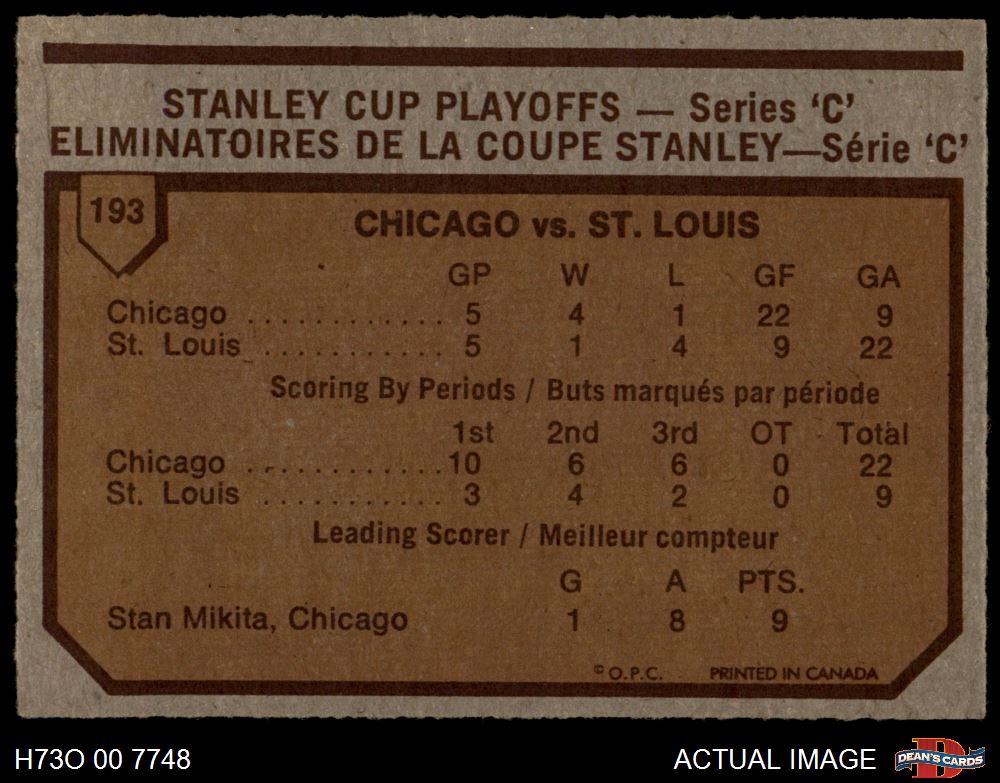 STANLEY CUP PLAYOFFS — Series ‘C’
ELIMINATOIRES DE LA COUPE STANLEY—Série ‘C’
193
CHICAGO vs. ST. LOUIS
GP W L GF GA
Chicago . . . . . . . . . . . . . 5 4 1 22 9
St. Louis . . . . . . . . . . . . 5 1 4 9 22
Scoring By Periods / Buts marqués par période
1st 2nd 3rd OT Total
Chicago . . . . . . . . . . . . . 10 6 6 0 22
St. Louis . . . . . . . . . . . . 3 4 2 0 9
Leading Scorer / Meilleur compteur
G A PTS.
Stan Mikita, Chicago 1 8 9
© O.P.C. PRINTED IN CANADA
H73O 00 7748 ACTUAL IMAGE DEAN'S CARDS